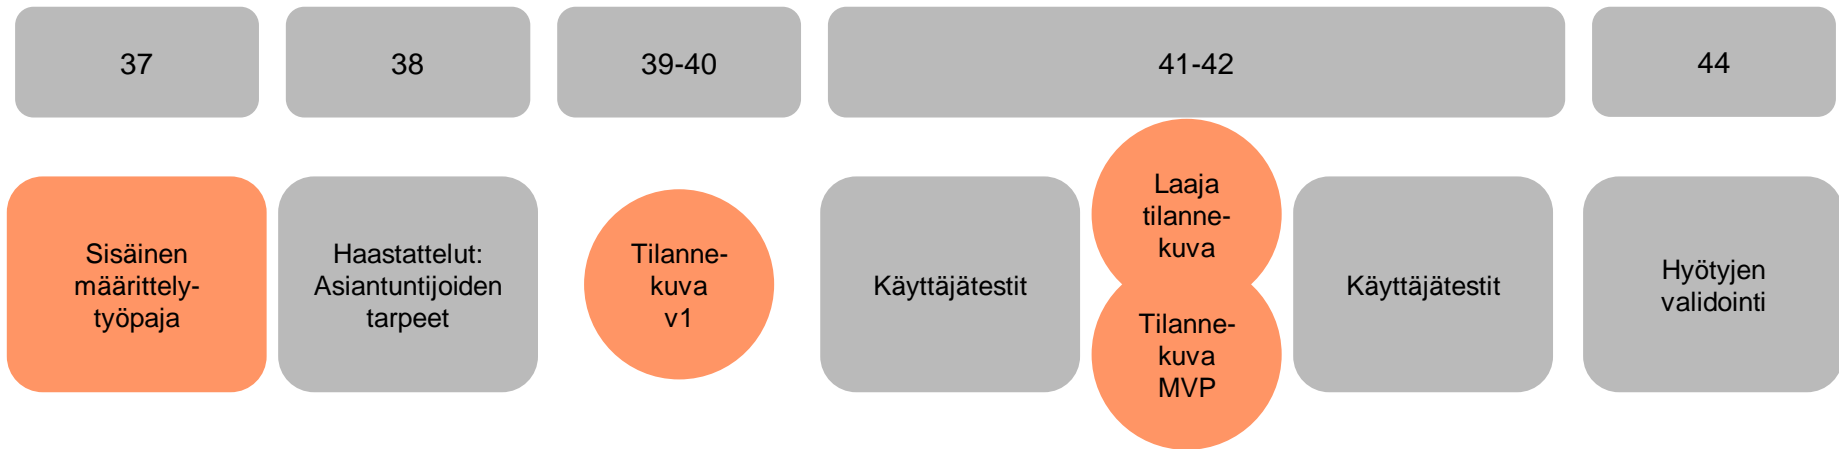 37
38
39-40
41-42
44
Sisäinen
määrittely-
työpaja
Haastattelut:
Asiantuntijoiden
tarpeet
Tilanne-
kuva
v1
Käyttäjätestit
Laaja
tilanne-
kuva
Tilanne-
kuva
MVP
Käyttäjätestit
Hyötyjen
validointi